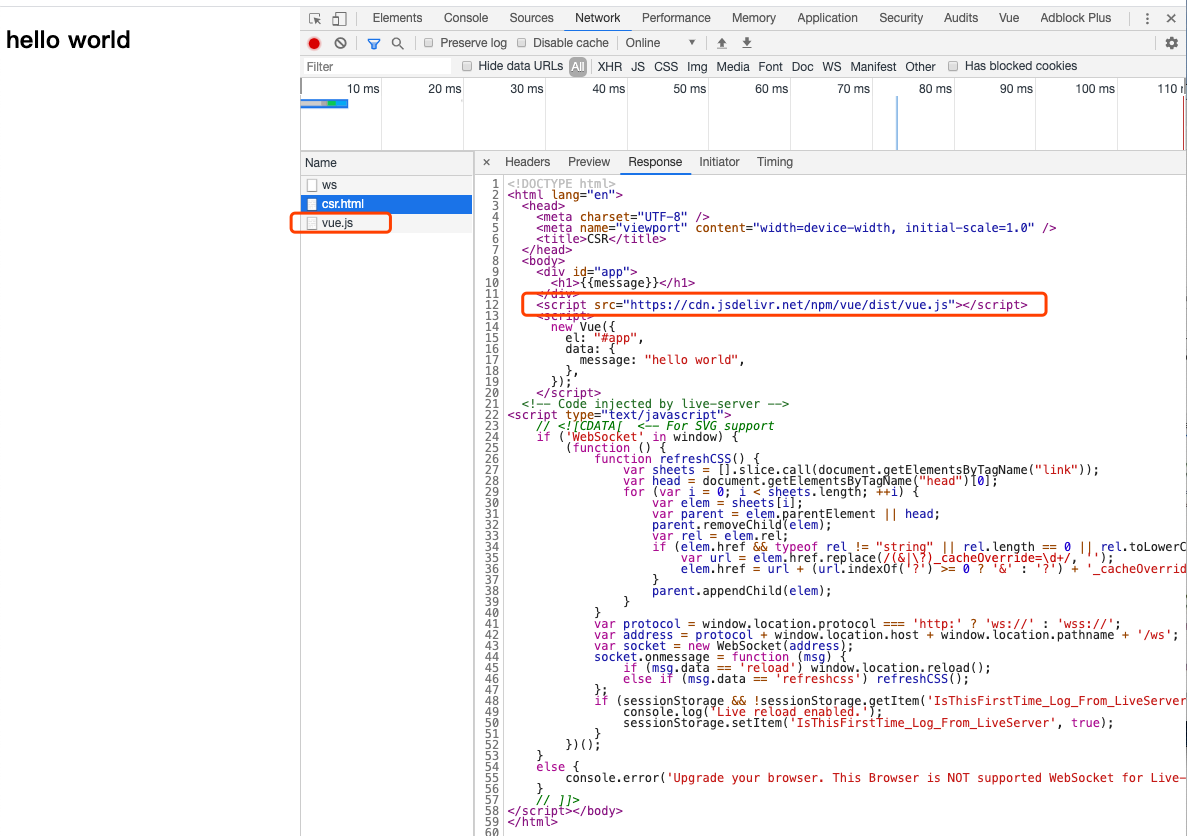 hello world
Elements Console Sources Network Performance Memory Application Security Audits Vue Adblock Plus
Preserve log Disable cache Online
Filter Hide data URLs All XHR JS CSS Img Media Font Doc WS Manifest Other Has blocked cookies
10 ms 20 ms 30 ms 40 ms 50 ms 60 ms 70 ms 80 ms 90 ms 100 ms 110
Name
ws
csr.html
vue.js
Headers Preview Response Initiator Timing
1 <!DOCTYPE html>
2 <html lang="en">
3 <head>
4 <meta charset="UTF-8" />
5 <meta name="viewport" content="width=device-width, initial-scale=1.0" />
6 <title>CSR</title>
7 </head>
8 <body>
9 <div id="app">
10 <h1>{{message}}</h1>
11 </div>
12 <script src="https://cdn.jsdelivr.net/npm/vue/dist/vue.js"></script>
13 <script>
14 new Vue({
15 el: "#app",
16 data: {
17 message: "hello world",
18 },
19 });
20 </script>
21 <!-- Code injected by live-server -->
22 <script type="text/javascript">
23 // <![CDATA[ <-- For SVG support
24 if ('WebSocket' in window) {
25 (function () {
26 function refreshCSS() {
27 var sheets = [].slice.call(document.getElementsByTagName("link"));
28 var head = document.getElementsByTagName("head")[0];
29 for (var i = 0; i < sheets.length; ++i) {
30 var elem = sheets[i];
31 var parent = elem.parentElement || head;
32 parent.removeChild(elem);
33 var rel = elem.rel;
34 if (elem.href && typeof rel != "string" || rel.length == 0 || rel.toLowerC
35 var url = elem.href.replace(/(&|\?)_cacheOverride=\d+/, '');
36 elem.href = url + (url.indexOf('?') >= 0 ? '&' : '?') + '_cacheOverrid
37 }
38 parent.appendChild(elem);
39 }
40 }
41 var protocol = window.location.protocol === 'http:' ? 'ws://' : 'wss://';
42 var address = protocol + window.location.host + window.location.pathname + '/ws';
43 var socket = new WebSocket(address);
44 socket.onmessage = function (msg) {
45 if (msg.data == 'reload') window.location.reload();
46 else if (msg.data == 'refreshcss') refreshCSS();
47 };
48 if (sessionStorage && !sessionStorage.getItem('IsThisFirstTime_Log_From_LiveServer
49 console.log('Live reload enabled.');
50 sessionStorage.setItem('IsThisFirstTime_Log_From_LiveServer', true);
51 }
52 })();
53 }
54 else {
55 console.error('Upgrade your browser. This Browser is NOT supported WebSocket for Live-
56 }
57 // ]]>
58 </script></body>
59 </html>
60